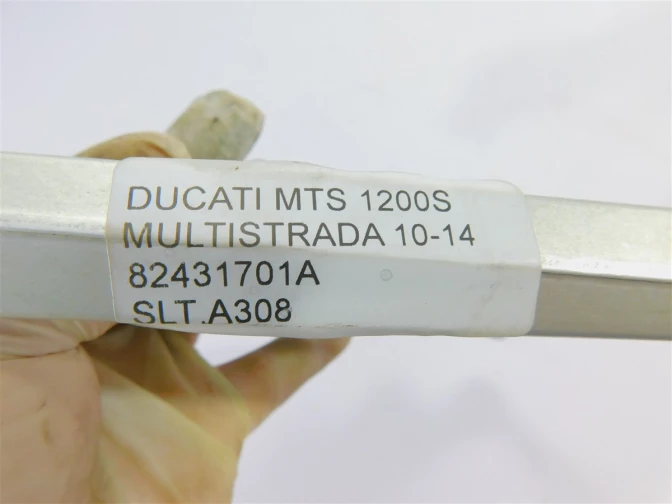 DUCATI MTS 1200S
MULTISTRADA 10-14
82431701A
SLT.A308